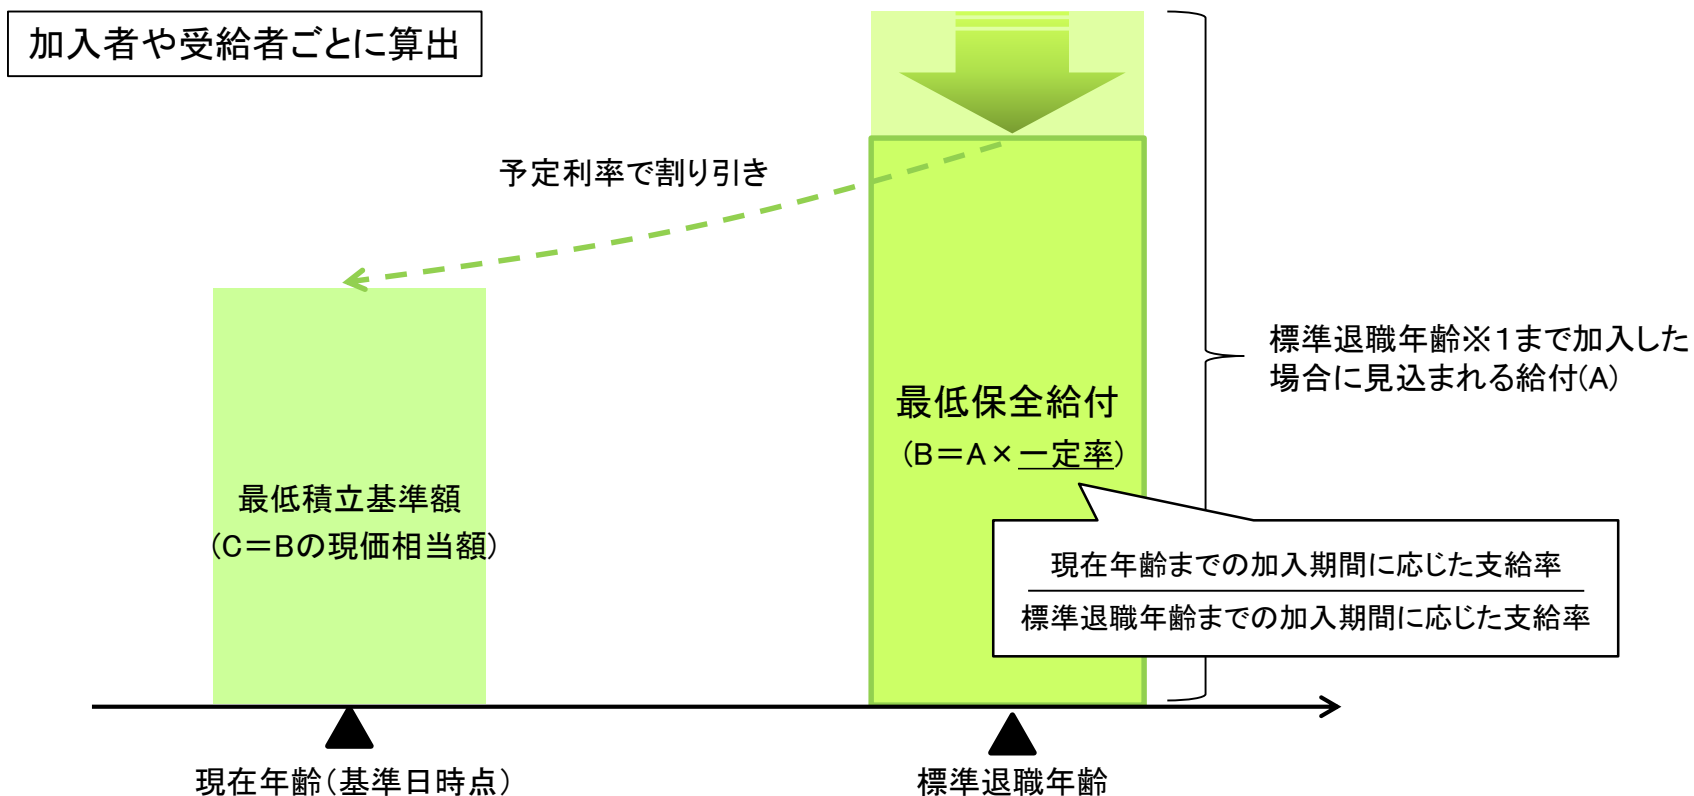 加入者や受給者ごとに算出
予定利率で割り引き
標準退職年齢※1まで加入した
場合に見込まれる給付(A)
最低保全給付
(B=A×一定率)
最低積立基準額
(C=Bの現価相当額)
現在年齢までの加入期間に応じた支給率
標準退職年齢までの加入期間に応じた支給率
現在年齢(基準日時点)
標準退職年齢